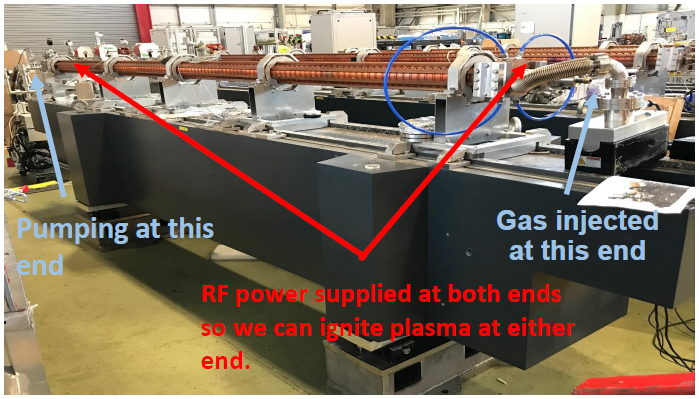 Pumping at this
end
Gas injected
at this end
RF power supplied at both ends
so we can ignite plasma at either
end.